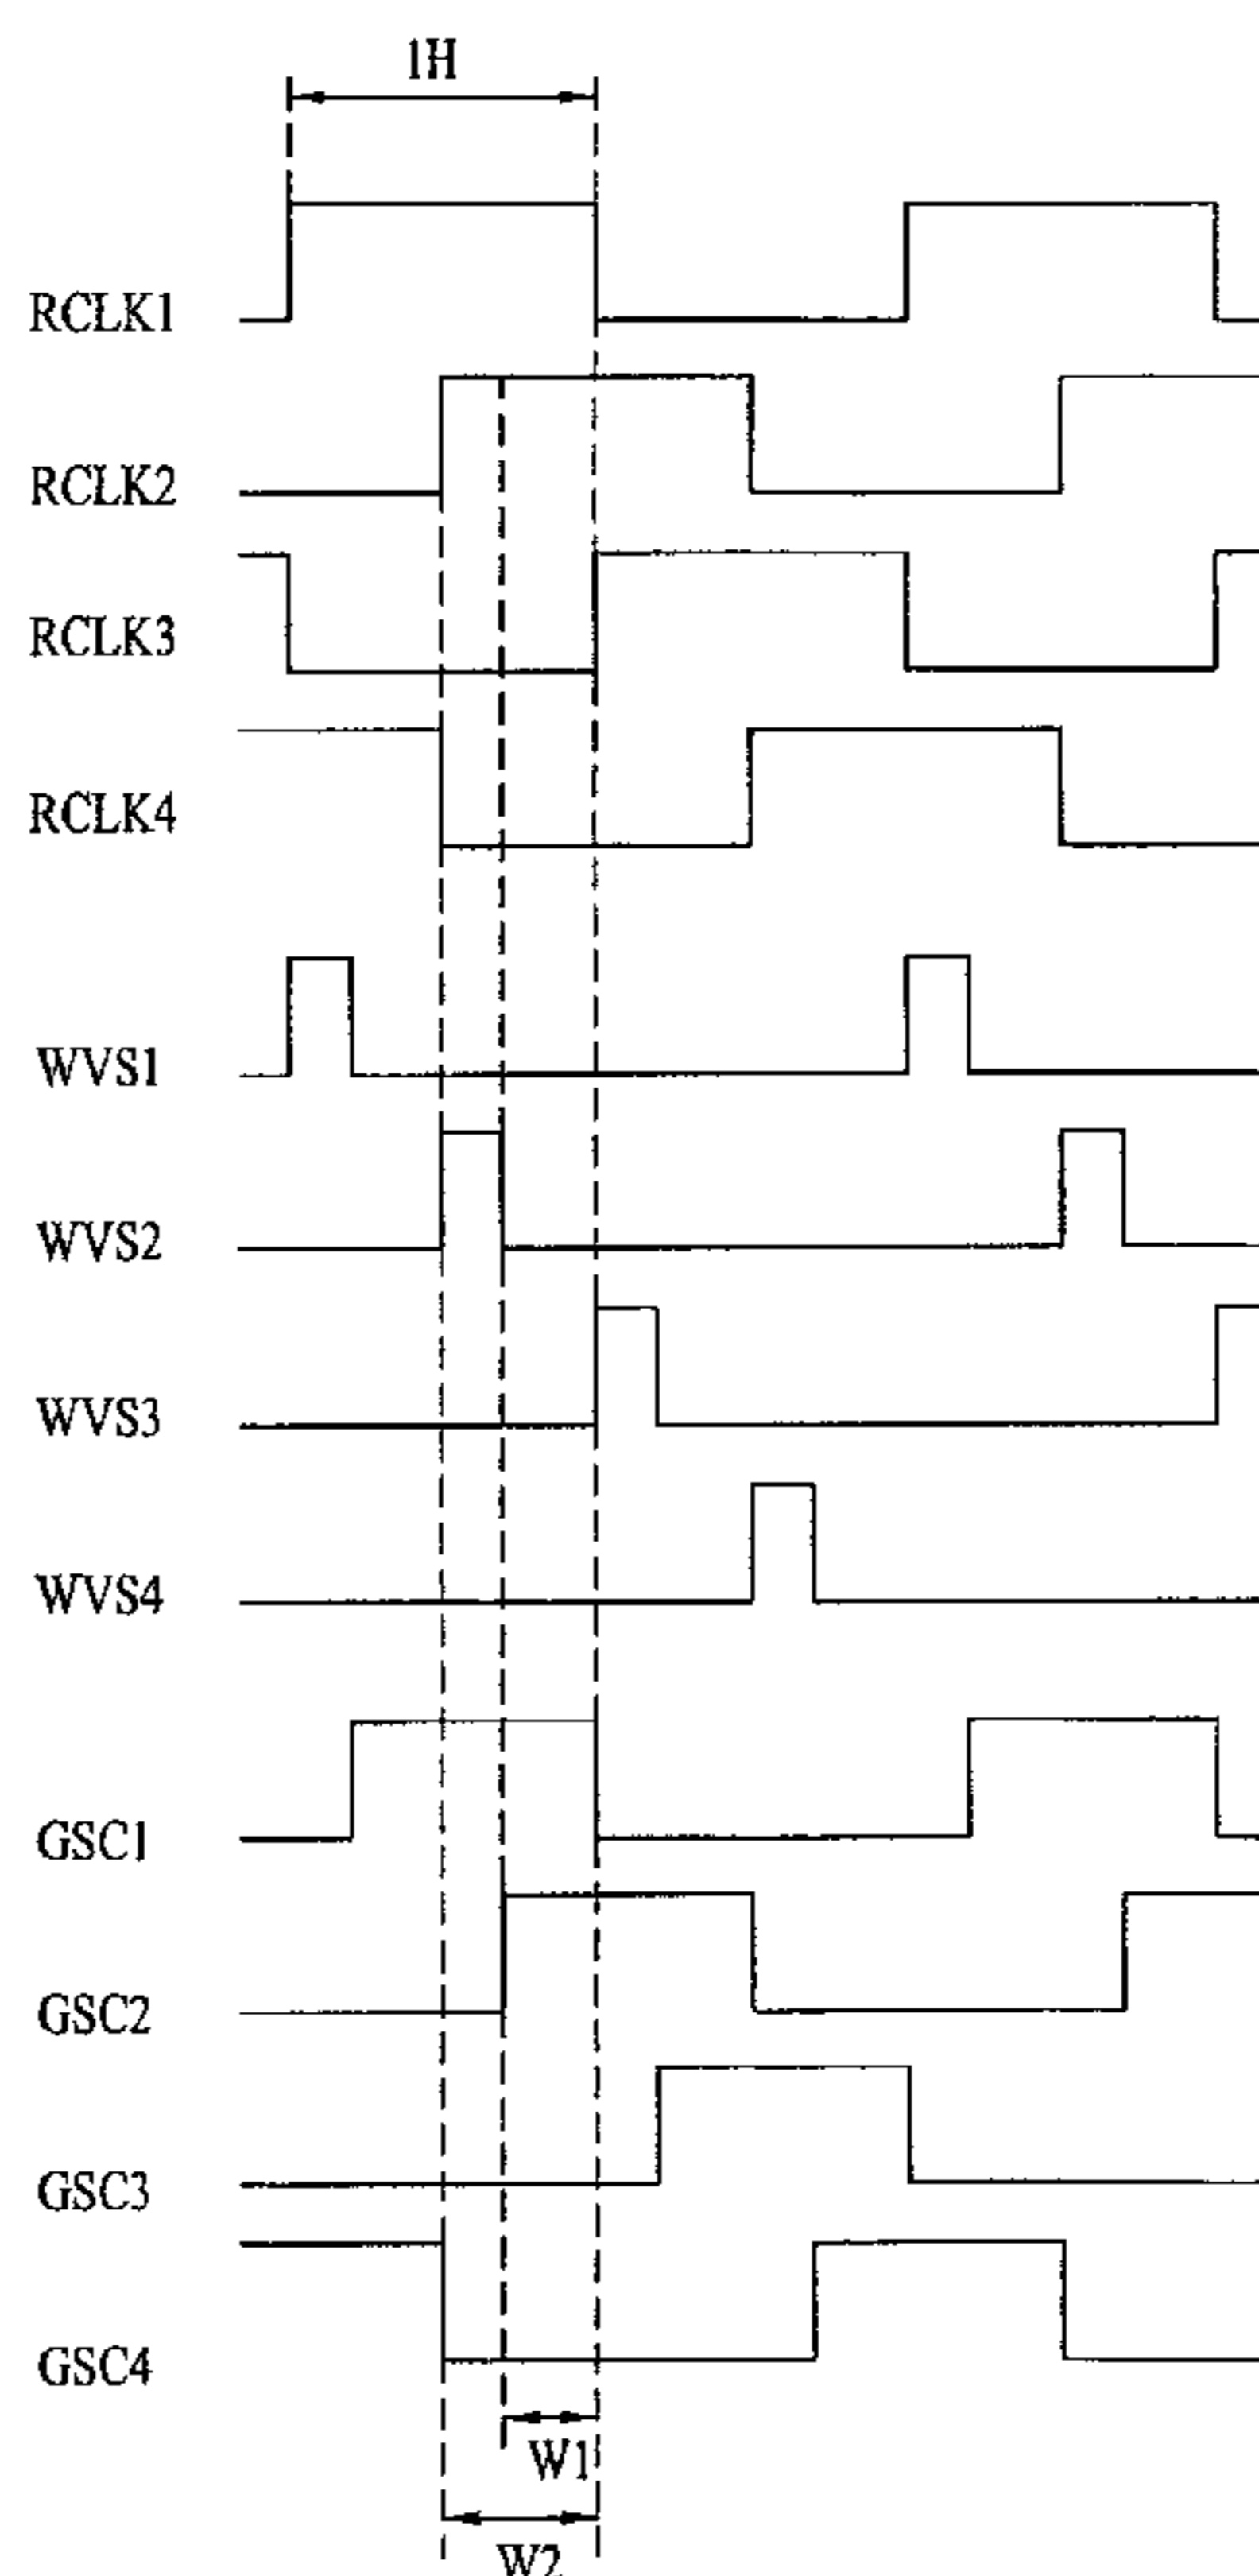 1H
RCLK1
RCLK2
RCLK3
RCLK4
WVS1
WVS2
WVS3
WVS4
GSC1
GSC2
GSC3
GSC4
W1
W2